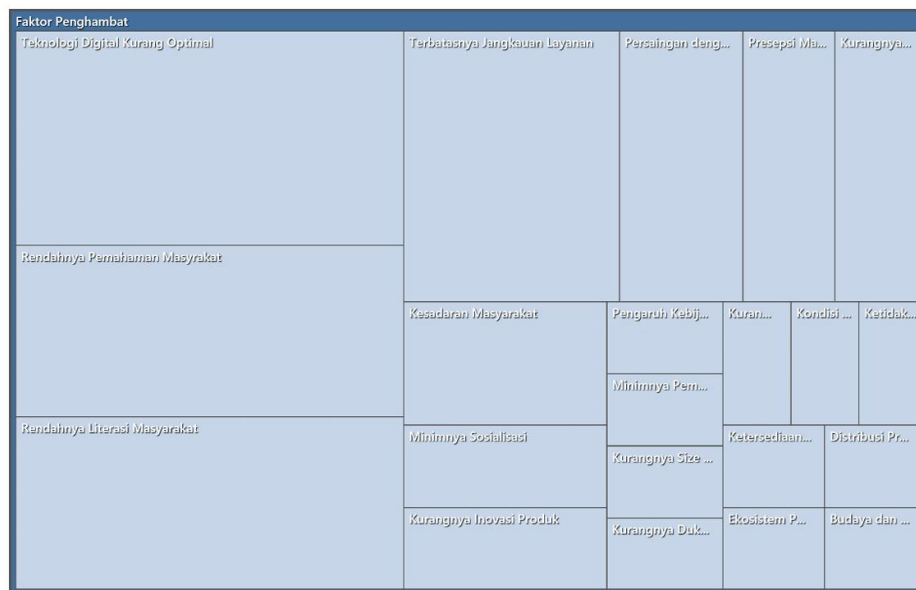 Faktor Penghambat
Teknologi Digital Kurang Optimal
Terbatasnya Jangkauan Layanan
Persaingan deng...
Presepsi Ma...
Kurangnya...
Rendahnya Pemahaman Masyrakat
Kesadaran Masyarakat
Pengaruh Kebij...
Kuran...
Kondisi ...
Ketidak...
Minimnya Pem...
Rendahnya Literasi Masyarakat
Minimnya Sosialisasi
Ketersediaan...
Distribusi Pr...
Kurangnya Size ...
Kurangnya Inovasi Produk
Ekosistem P...
Budaya dan ...
Kurangnya Duk...